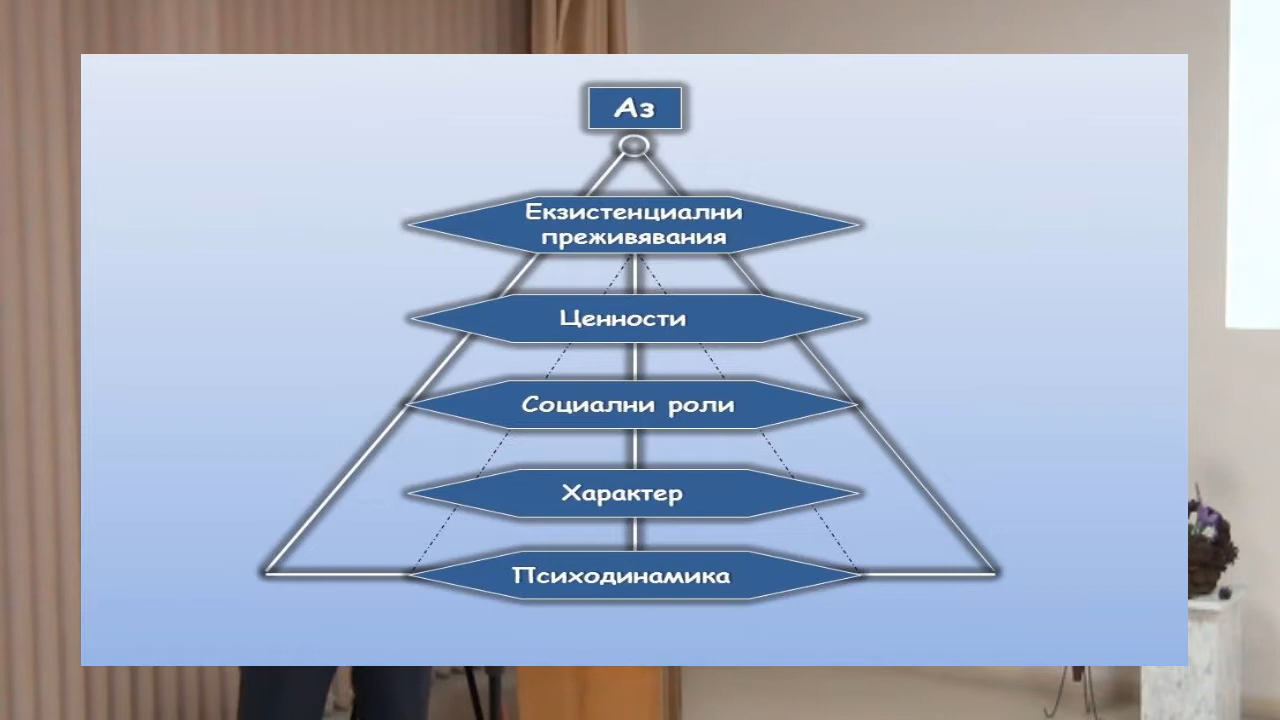 Аз
Екзистенциални
преживявания
Ценности
Социални роли
Характер
Психодинамика